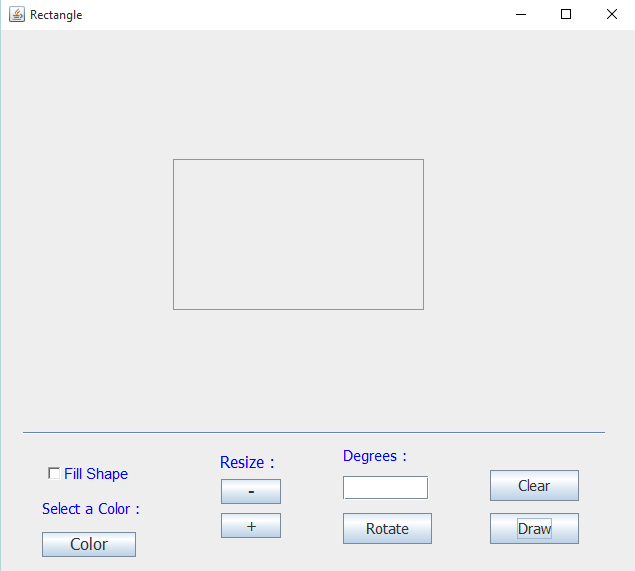 Rectangle
Fill Shape
Select a Color :
Color
Resize :
-
+
Degrees :
Rotate
Clear
Draw